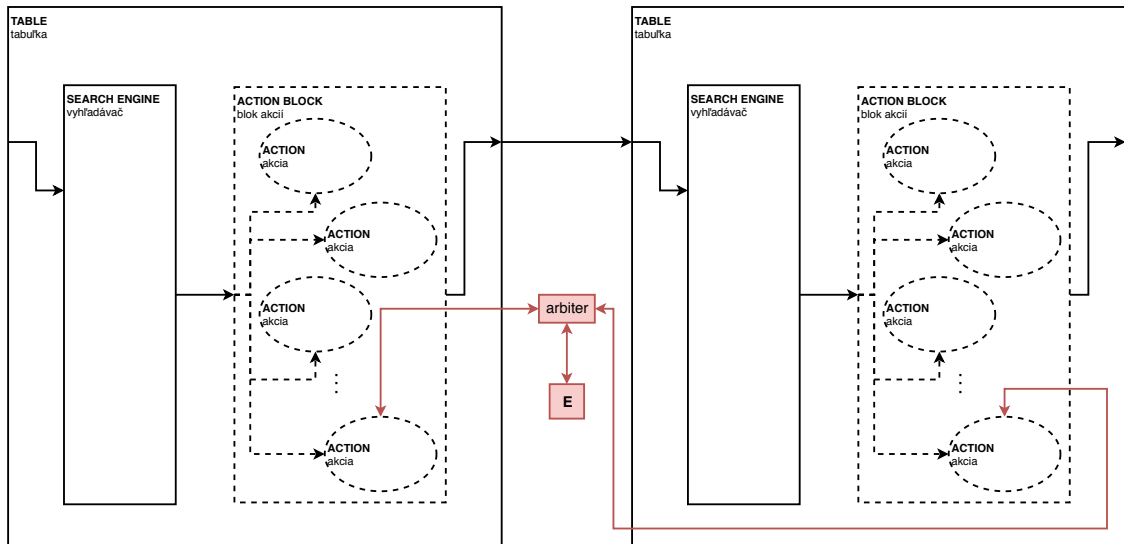 TABLE
tabuľka
SEARCH ENGINE
vyhľadávač
ACTION BLOCK
blok akcií
ACTION
akcia
ACTION
akcia
ACTION
akcia
⋮
ACTION
akcia
arbiter
E
TABLE
tabuľka
SEARCH ENGINE
vyhľadávač
ACTION BLOCK
blok akcií
ACTION
akcia
ACTION
akcia
ACTION
akcia
⋮
ACTION
akcia